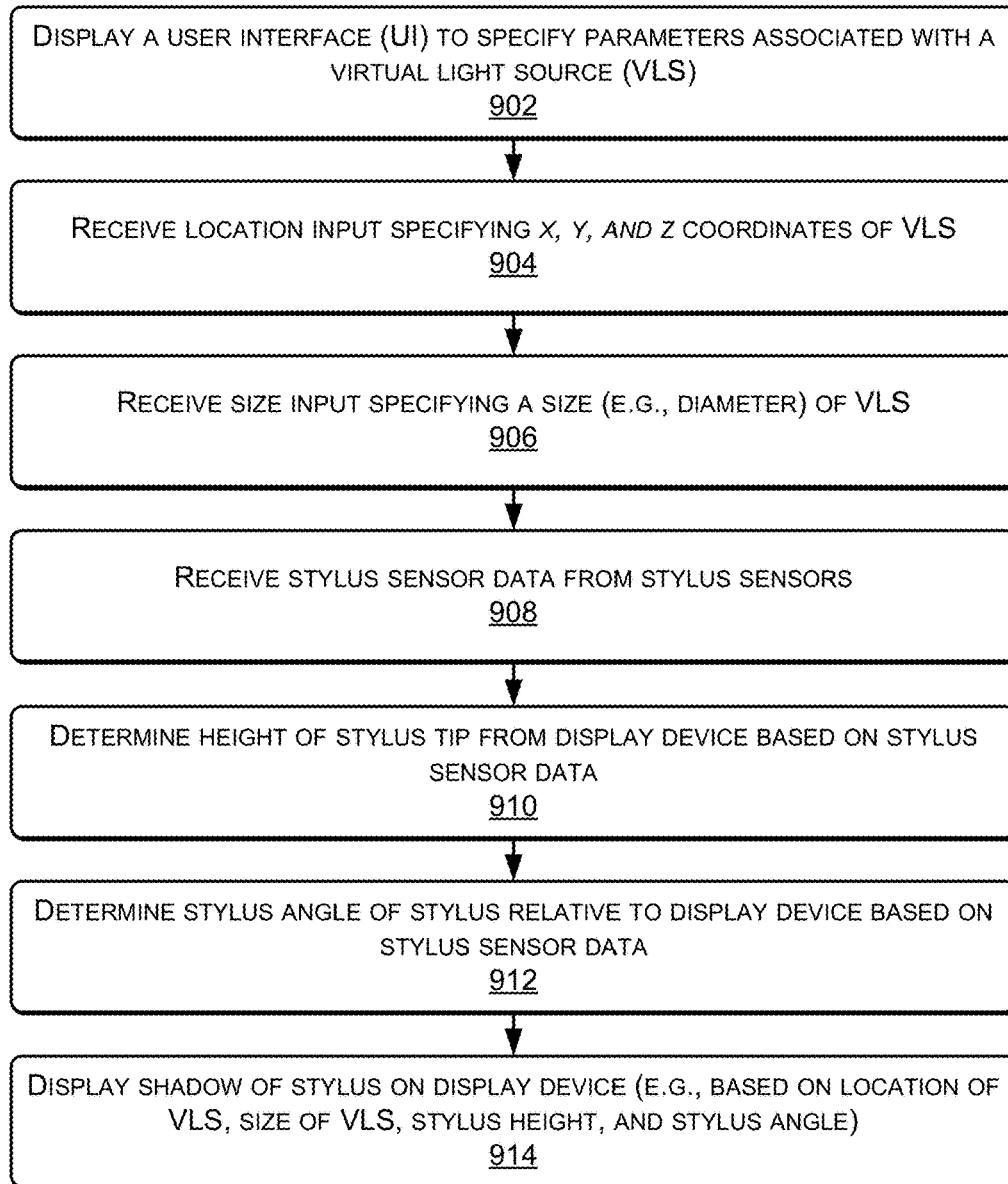 DISPLAY A USER INTERFACE (UI) TO SPECIFY PARAMETERS ASSOCIATED WITH A
VIRTUAL LIGHT SOURCE (VLS)
902
RECEIVE LOCATION INPUT SPECIFYING X, Y, AND Z COORDINATES OF VLS
904
RECEIVE SIZE INPUT SPECIFYING A SIZE (E.G., DIAMETER) OF VLS
906
RECEIVE STYLUS SENSOR DATA FROM STYLUS SENSORS
908
DETERMINE HEIGHT OF STYLUS TIP FROM DISPLAY DEVICE BASED ON STYLUS
SENSOR DATA
910
DETERMINE STYLUS ANGLE OF STYLUS RELATIVE TO DISPLAY DEVICE BASED ON
STYLUS SENSOR DATA
912
DISPLAY SHADOW OF STYLUS ON DISPLAY DEVICE (E.G., BASED ON LOCATION OF
VLS, SIZE OF VLS, STYLUS HEIGHT, AND STYLUS ANGLE)
914